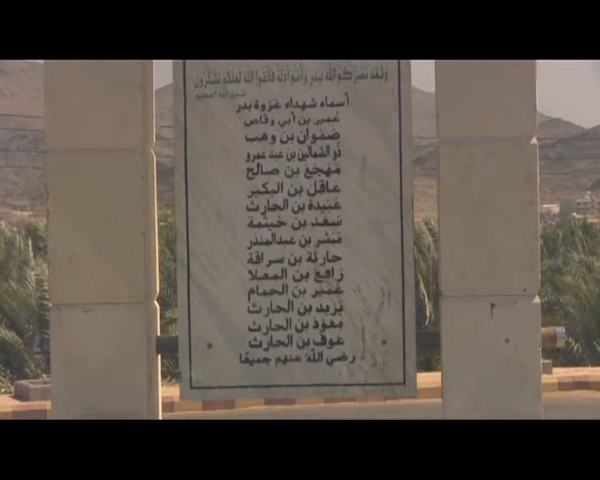 ولقد نصركم الله ببدر وأنتم أذلة فاتقوا الله لعلكم تشكرون
صدق الله العظيم
أسماء شهداء غزوة بدر
عمير بن أبي وقاص
صفوان بن وهب
ذو الشمالين بن عبد عمرو
مهجع بن صالح
عاقل بن البكير
عبيدة بن الحارث
سعد بن خيثمة
مبشر بن عبدالمنذر
حارثة بن سراقة
رافع بن المعلا
عمير بن الحمام
يزيد بن الحارث
معوذ بن الحارث
عوف بن الحارث
رضي الله عنهم جميعا